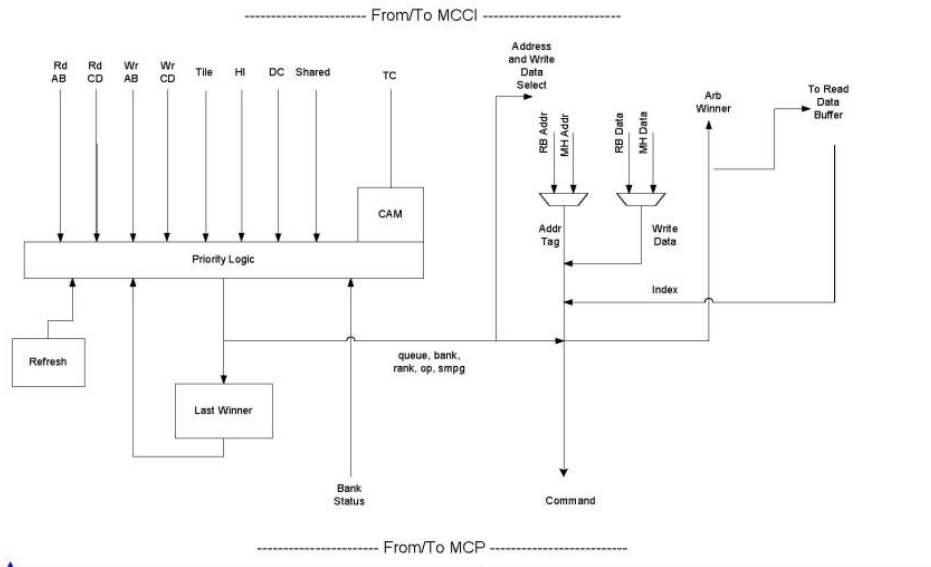 From/To MCCI
Rd AB
Rd CD
Wr AB
Wr CD
Tile
HI
DC
Shared
TC
Address
and Write
Data
Select
RB Addr
MH Addr
RB Data
MH Data
Arb
Winner
To Read
Data
Buffer
CAM
Addr
Tag
Write
Data
Priority Logic
Index
Refresh
queue, bank,
rank, op, smpg
Last Winner
Bank
Status
Command
From/To MCP